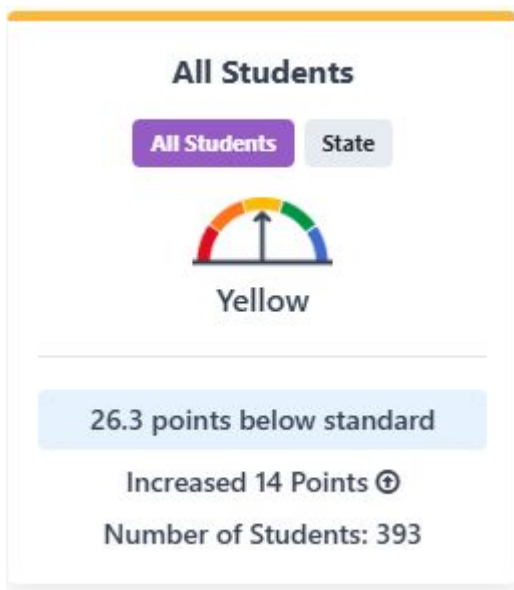 All Students
All Students State
Yellow
26.3 points below standard
Increased 14 Points
Number of Students: 393